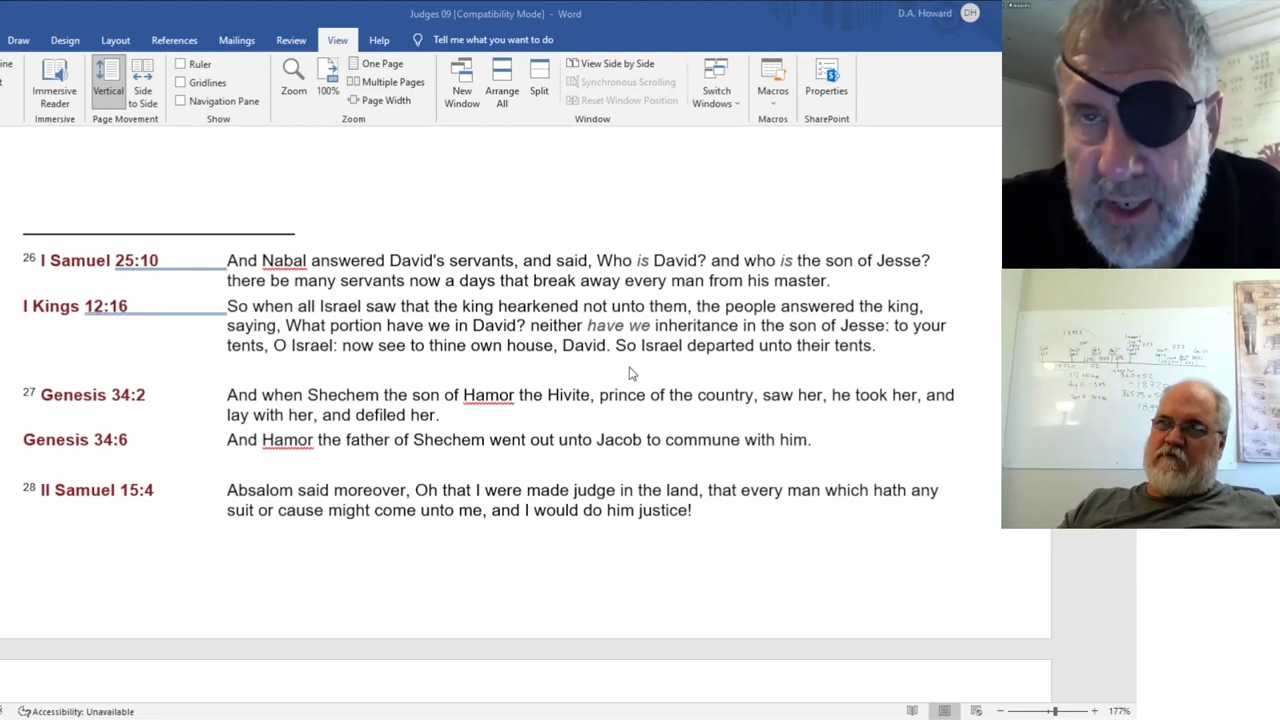 Judges 09 [Compatibility Mode] - Word
D.A. Howard DH
Draw Design Layout References Mailings Review View Help Tell me what you want to do
Immersive Reader
Vertical
Side to Side
Ruler
Gridlines
Navigation Pane
Zoom
100%
One Page
Multiple Pages
Page Width
New Window
Arrange All
Split
View Side by Side
Synchronous Scrolling
Reset Window Position
Switch Windows
Macros
Properties
Immersive Page Movement Show Zoom Window Macros SharePoint
26 I Samuel 25:10 And Nabal answered David's servants, and said, Who is David? and who is the son of Jesse?
there be many servants now a days that break away every man from his master.
I Kings 12:16 So when all Israel saw that the king hearkened not unto them, the people answered the king,
saying, What portion have we in David? neither have we inheritance in the son of Jesse: to your
tents, O Israel: now see to thine own house, David. So Israel departed unto their tents.
27 Genesis 34:2 And when Shechem the son of Hamor the Hivite, prince of the country, saw her, he took her, and
lay with her, and defiled her.
Genesis 34:6 And Hamor the father of Shechem went out unto Jacob to commune with him.
28 II Samuel 15:4 Absalom said moreover, Oh that I were made judge in the land, that every man which hath any
suit or cause might come unto me, and I would do him justice!
Accessibility: Unavailable
177%